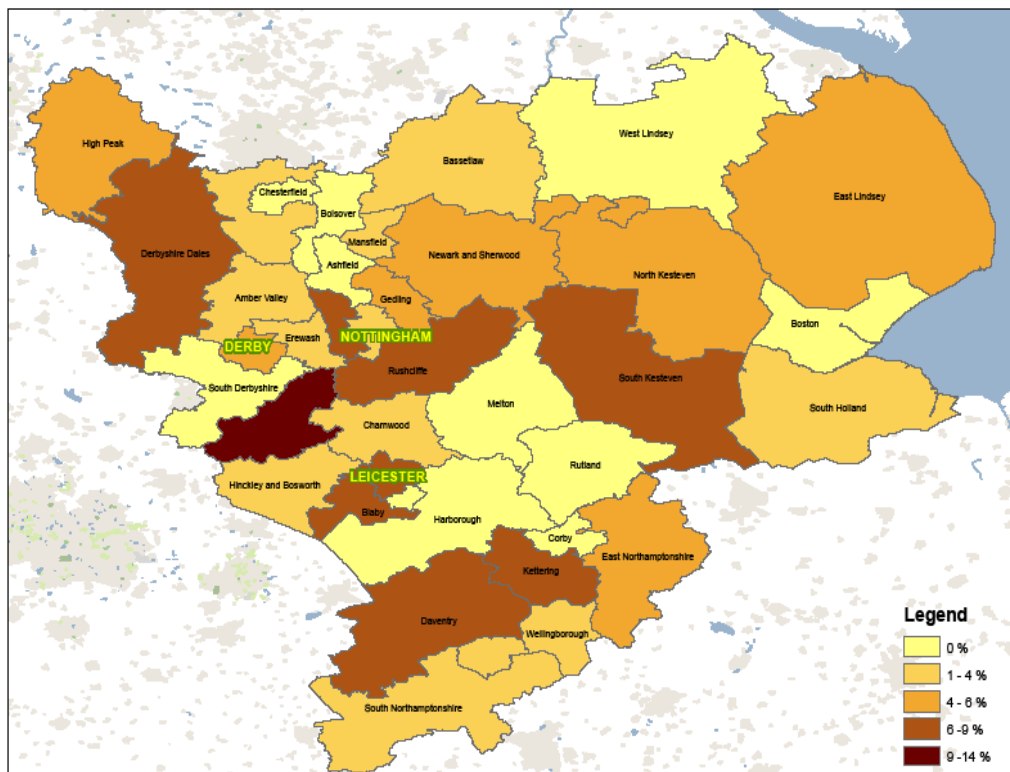 High Peak
Bassetlaw
West Lindsey
Chesterfield
Bolsover
East Lindsey
Derbyshire Dales
Mansfield
Ashfield
Newark and Sherwood
North Kesteven
Amber Valley
Gedling
Boston
Erewash
NOTTINGHAM
DERBY
Rushcliffe
South Derbyshire
South Kesteven
Melton
South Holland
Charnwood
Rutland
Hinckley and Bosworth
LEICESTER
Blaby
Harborough
Corby
East Northamptonshire
Kettering
Daventry
Wellingborough
South Northamptonshire
Legend
0 %
1 - 4 %
4 - 6 %
6 - 9 %
9 - 14 %